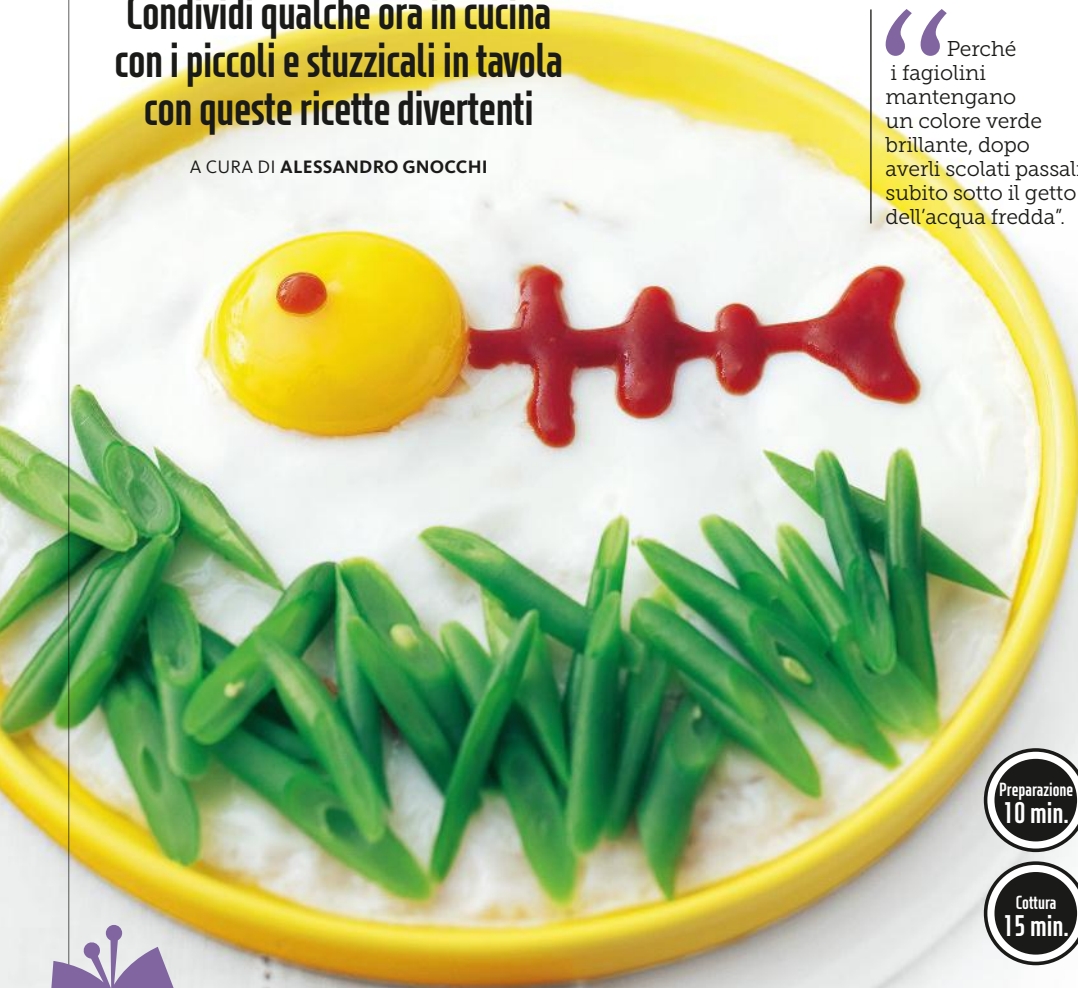 Condividi qualche ora in cucina
con i piccoli e stuzzicali in tavola
con queste ricette divertenti
A CURA DI ALESSANDRO GNOCCHI
“Perché
i fagiolini
mantengano
un colore verde
brillante, dopo
averli scolati passali
subito sotto il getto
dell'acqua fredda”.
Preparazione
10 min.
Cottura
15 min.